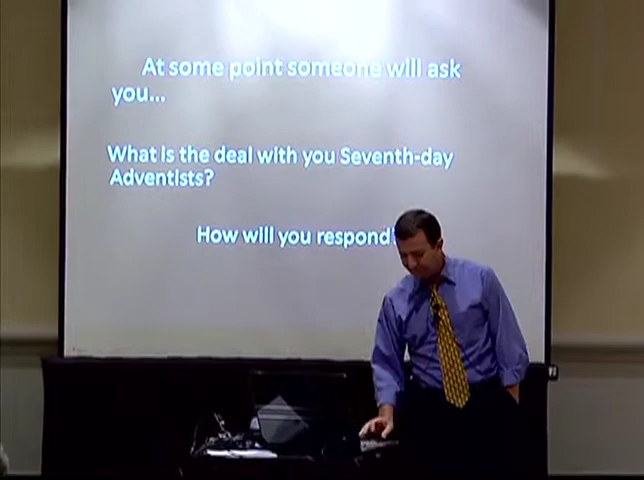 At some point someone will ask
you...
What is the deal with you Seventh-day
Adventists?
How will you respond?